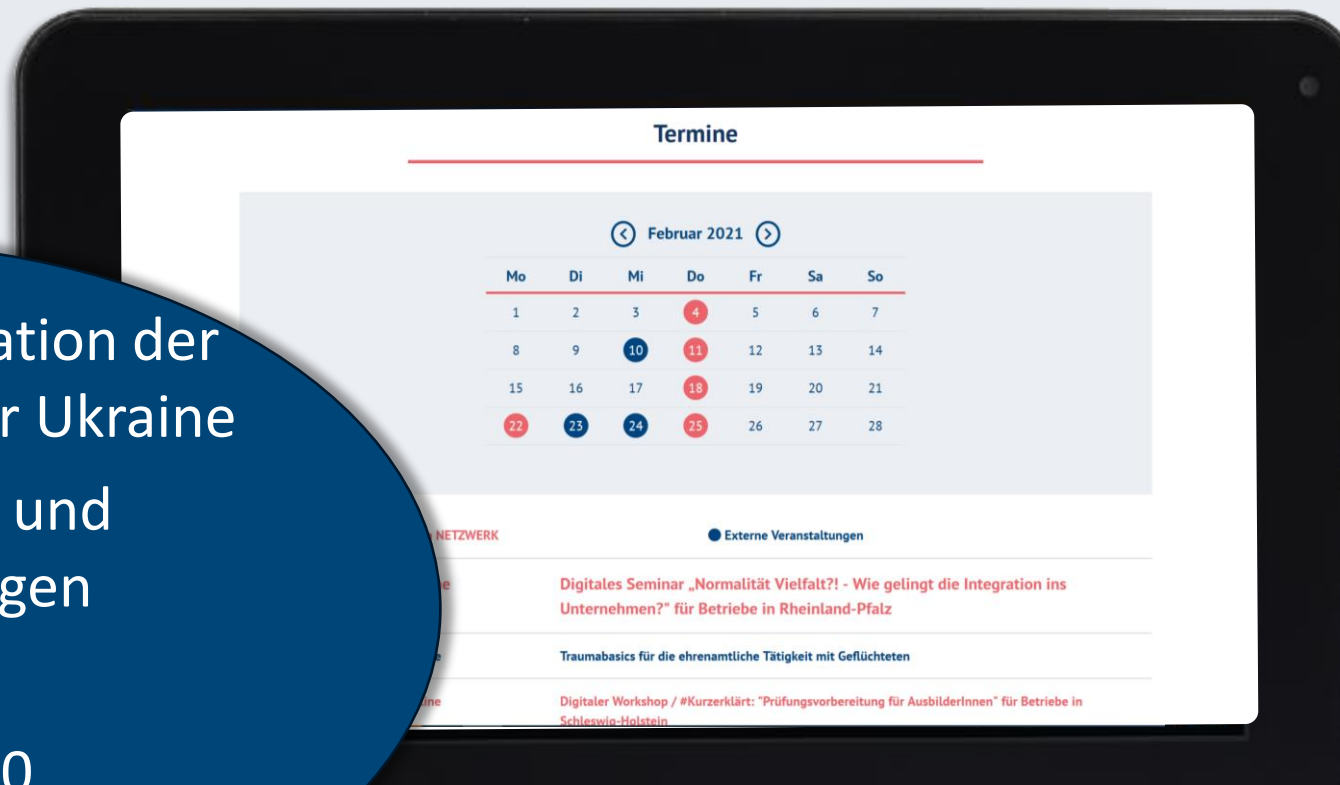 Termine
Februar 2021
Mo Di Mi Do Fr Sa So
1 2 3 4 5 6 7
8 9 10 11 12 13 14
15 16 17 18 19 20 21
22 23 24 25 26 27 28
NETZWERK
Externe Veranstaltungen
Digitales Seminar „Normalität Vielfalt?! - Wie gelingt die Integration ins
Unternehmen?" für Betriebe in Rheinland-Pfalz
Traumabasics für die ehrenamtliche Tätigkeit mit Geflüchteten
Digitaler Workshop / #Kurzerklärt: "Prüfungsvorbereitung für AusbilderInnen" für Betriebe in
Schleswig-Holstein
ation der
r Ukraine
und
gen
0